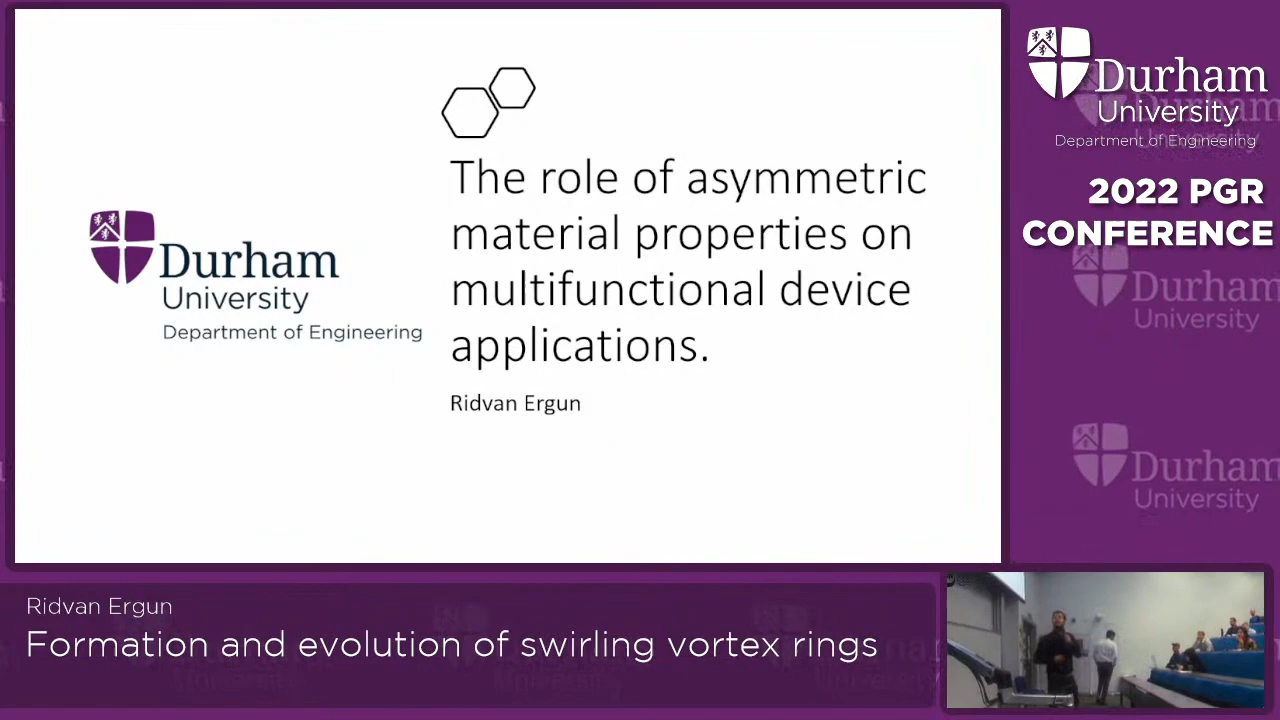 The role of asymmetric
material properties on
multifunctional device
applications.
Ridvan Ergun
Durham
University
Department of Engineering
Durham
University
Department of Engineering
2022 PGR
CONFERENCE
Durham
University
Durham
University
Ridvan Ergun
Formation and evolution of swirling vortex rings